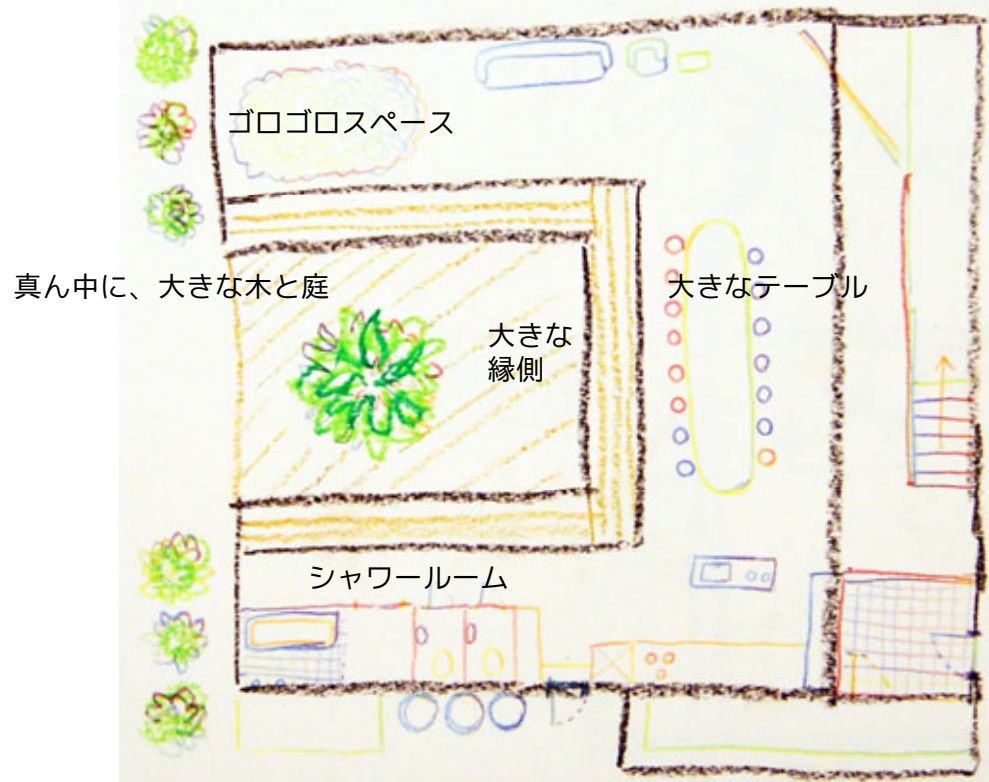 ゴロゴロスペース
真ん中に、大きな木と庭
大きなテーブル
大きな
縁側
シャワールーム